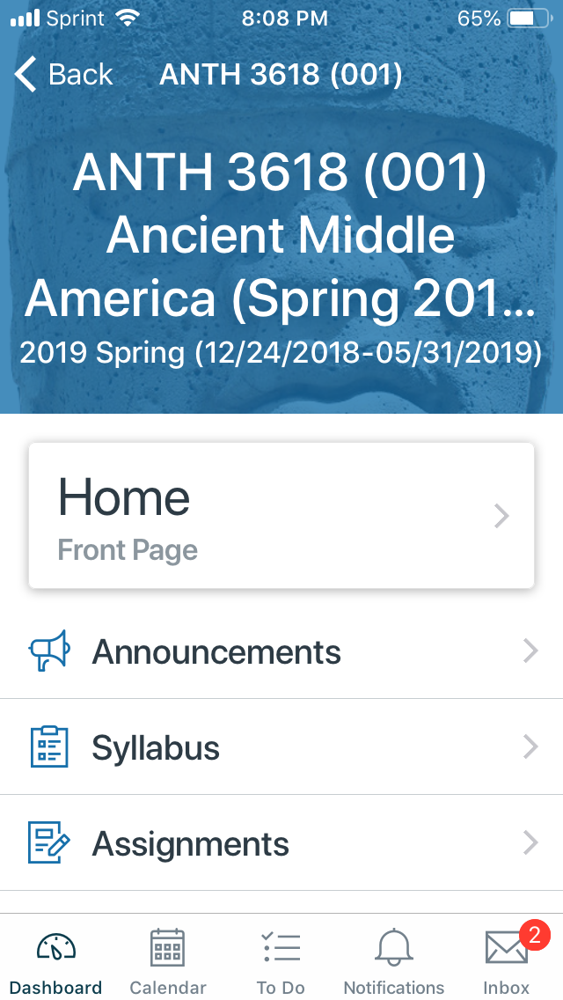 Sprint 8:08 PM 65%
Back ANTH 3618 (001)
ANTH 3618 (001)
Ancient Middle
America (Spring 201...
2019 Spring (12/24/2018-05/31/2019)
Home
Front Page
Announcements
Syllabus
Assignments
2
Dashboard Calendar To Do Notifications Inbox